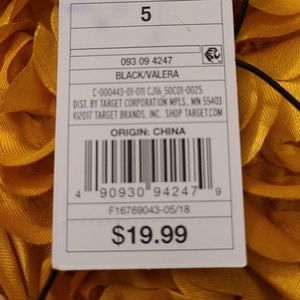 5
093 09 4247
BLACK/VALERA
C-000443-01-011 CJ16_50C01-0025
DIST. BY TARGET CORPORATION MPLS., MN 55403
©2017 TARGET BRANDS, INC. SHOP TARGET.COM
ORIGIN: CHINA
4 90930 94247 9
F16769043-05/18
$19.99